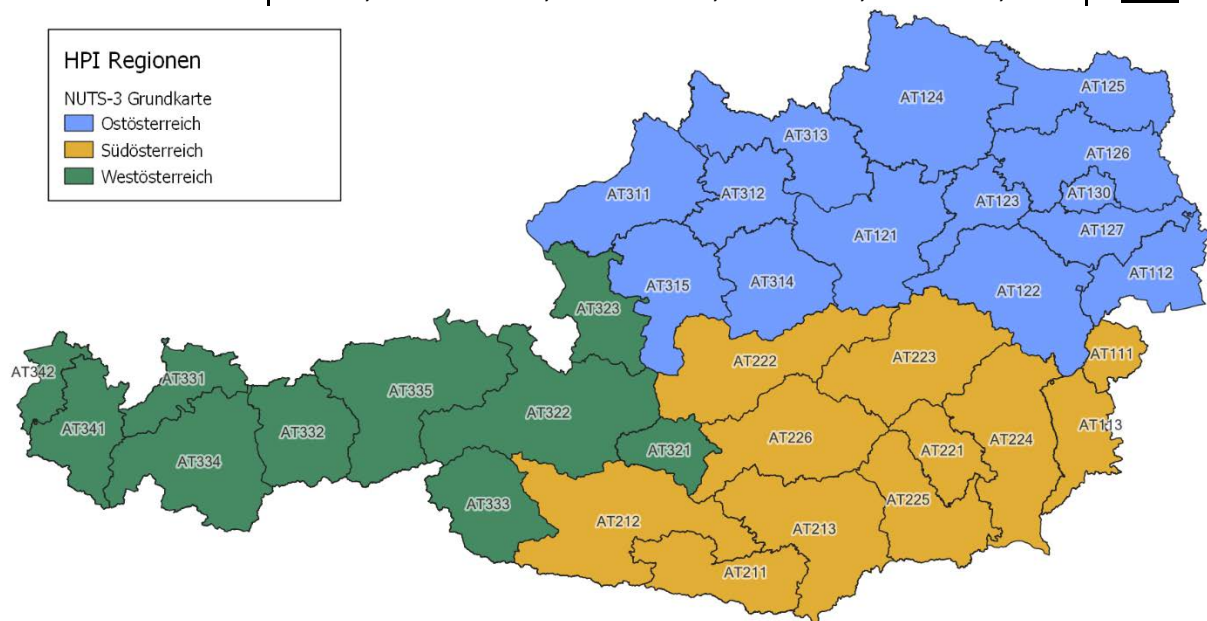 HPI Regionen
NUTS-3 Grundkarte
Ostösterreich
Südösterreich
Westösterreich
AT124
AT125
AT313
AT126
AT311
AT312
AT123
AT130
AT121
AT127
AT112
AT315
AT314
AT122
AT323
AT222
AT223
AT111
AT342
AT331
AT335
AT322
AT341
AT332
AT226
AT221
AT224
AT113
AT334
AT321
AT333
AT225
AT212
AT213
AT211